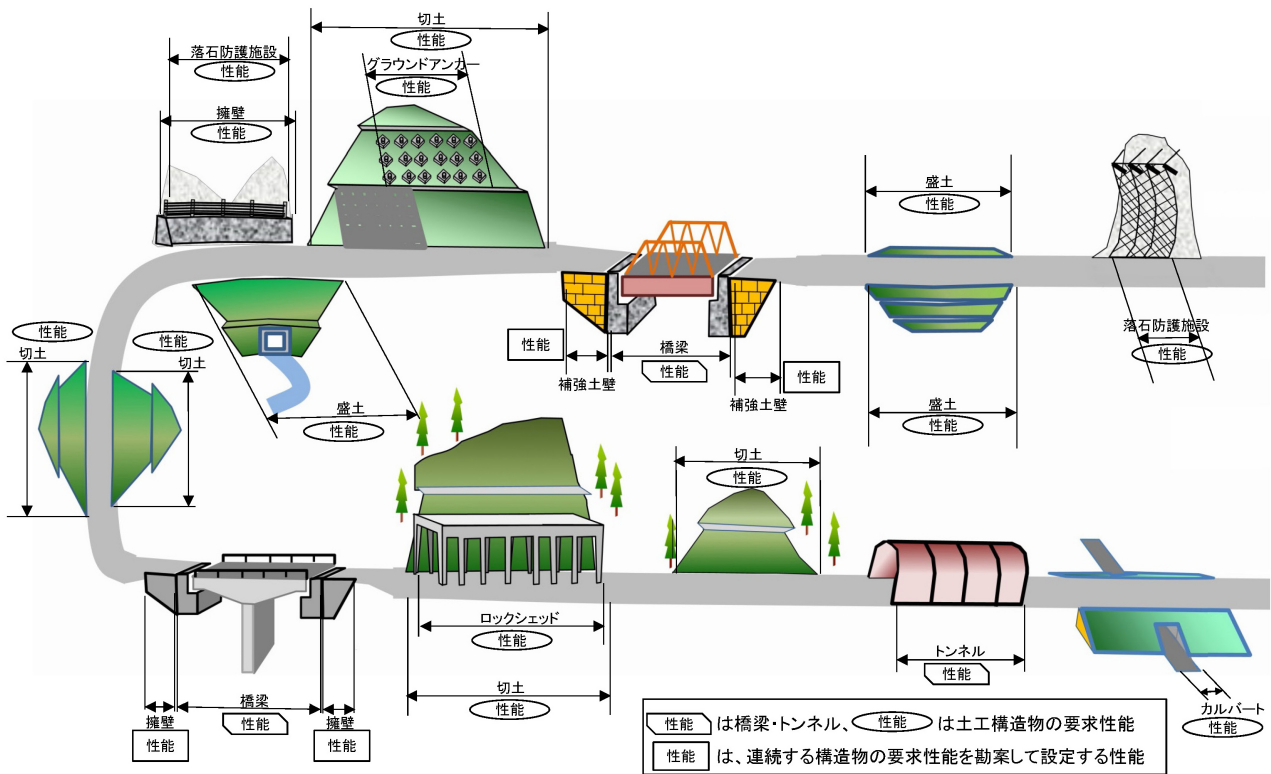 切土
性能
落石防護施設
性能
グラウンドアンカー
性能
擁壁
性能
盛土
性能
性能
切土
性能
切土
性能
橋梁
性能
性能
補強土壁
補強土壁
落石防護施設
性能
盛土
性能
盛土
性能
切土
性能
ロックシェッド
性能
トンネル
性能
切土
性能
カルバート
性能
擁壁
性能
橋梁
性能
擁壁
性能
性能 は橋梁・トンネル、 性能 は土工構造物の要求性能
性能 は、連続する構造物の要求性能を勘案して設定する性能